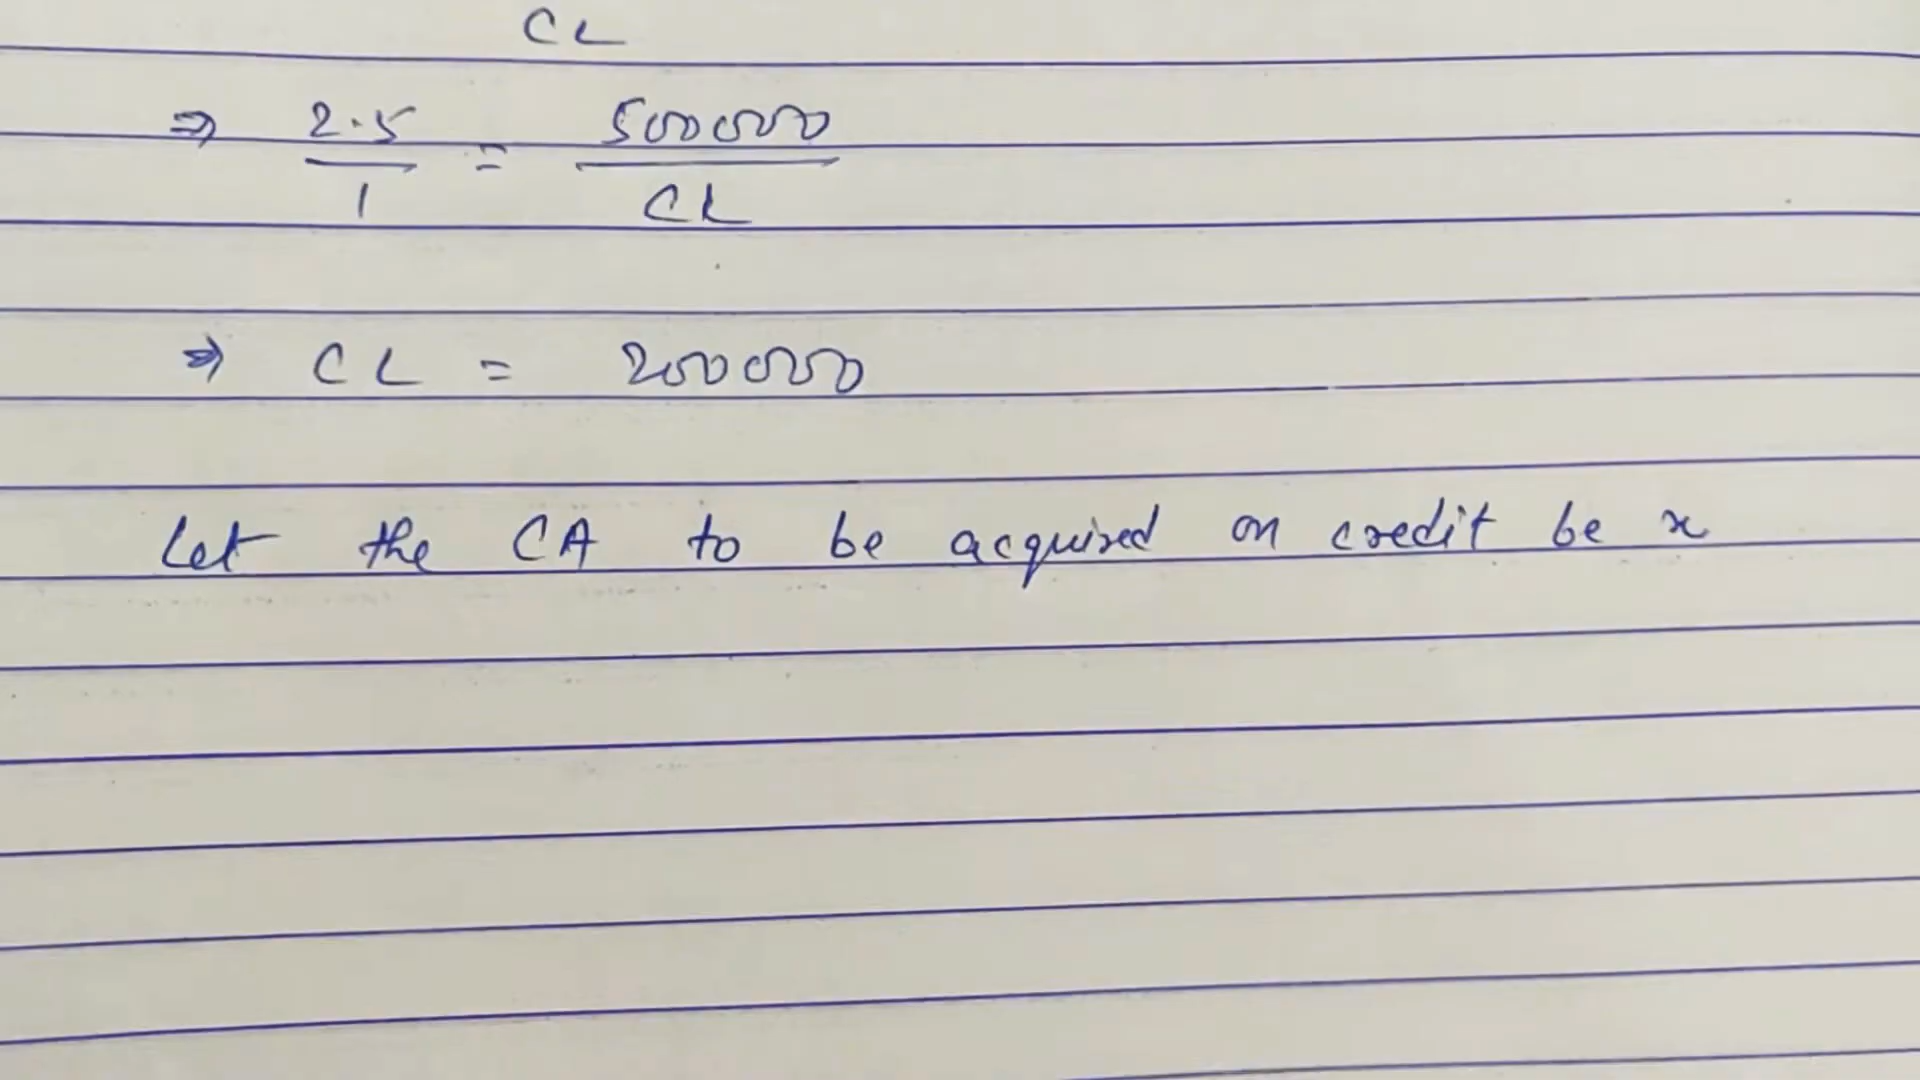 CL
⇒ 2.5 / 1 = 500000 / CL
⇒ CL = 200000
Let the CA to be acquired on credit be x